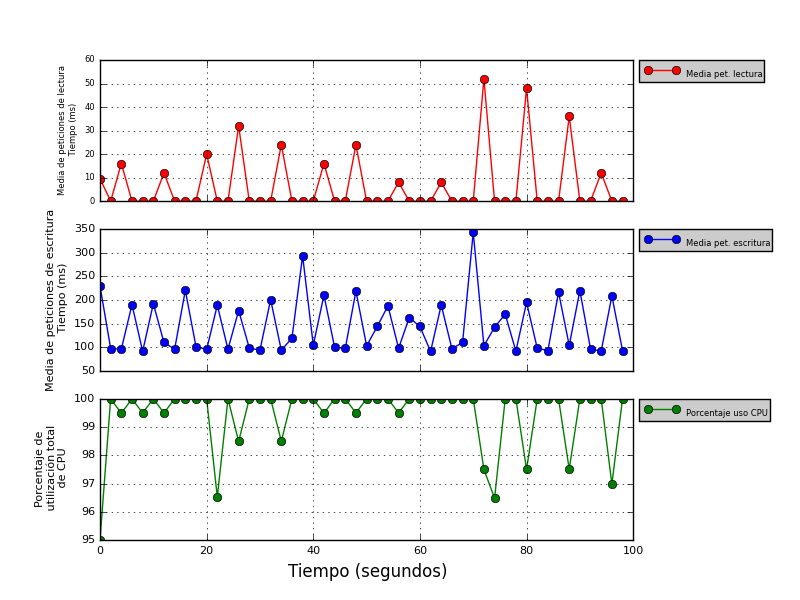 Media de peticiones de lectura
Tiempo (ms)
60
50
40
30
20
10
0
Media pet. lectura
Media de peticiones de escritura
Tiempo (ms)
350
300
250
200
150
100
50
Media pet. escritura
Porcentaje de
utilización total
de CPU
100
99
98
97
96
95
Porcentaje uso CPU
0 20 40 60 80 100
Tiempo (segundos)